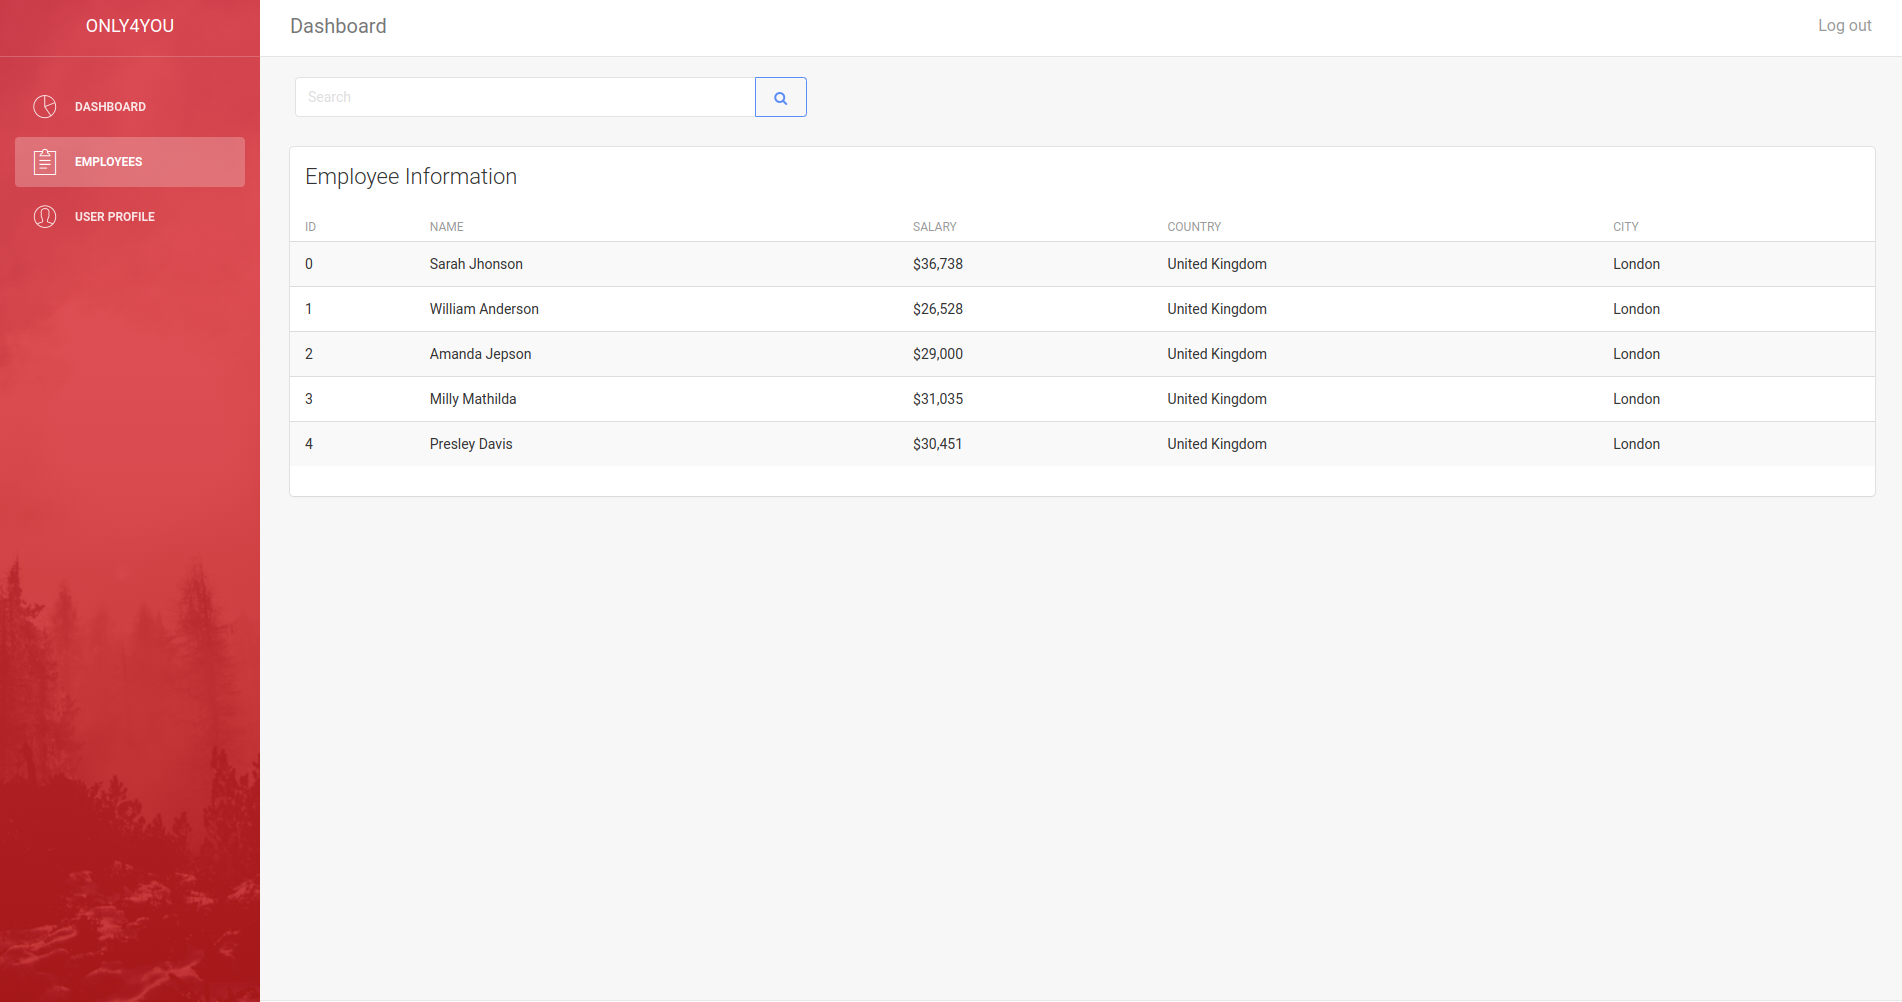 ONLY4YOU
Dashboard
Log out
DASHBOARD
EMPLOYEES
USER PROFILE
Search
Employee Information
ID NAME SALARY COUNTRY CITY
0 Sarah Jhonson $36,738 United Kingdom London
1 William Anderson $26,528 United Kingdom London
2 Amanda Jepson $29,000 United Kingdom London
3 Milly Mathilda $31,035 United Kingdom London
4 Presley Davis $30,451 United Kingdom London